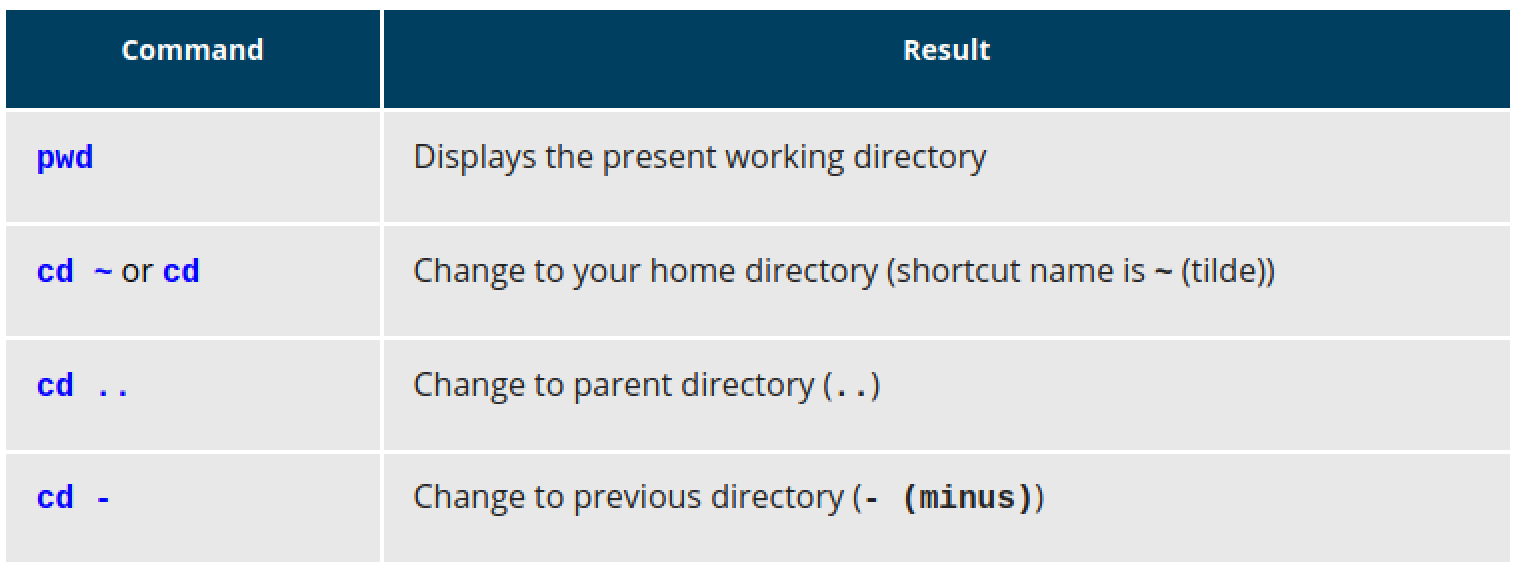 Command Result
pwd Displays the present working directory
cd ~ or cd Change to your home directory (shortcut name is ~ (tilde))
cd .. Change to parent directory (..)
cd - Change to previous directory (- (minus))